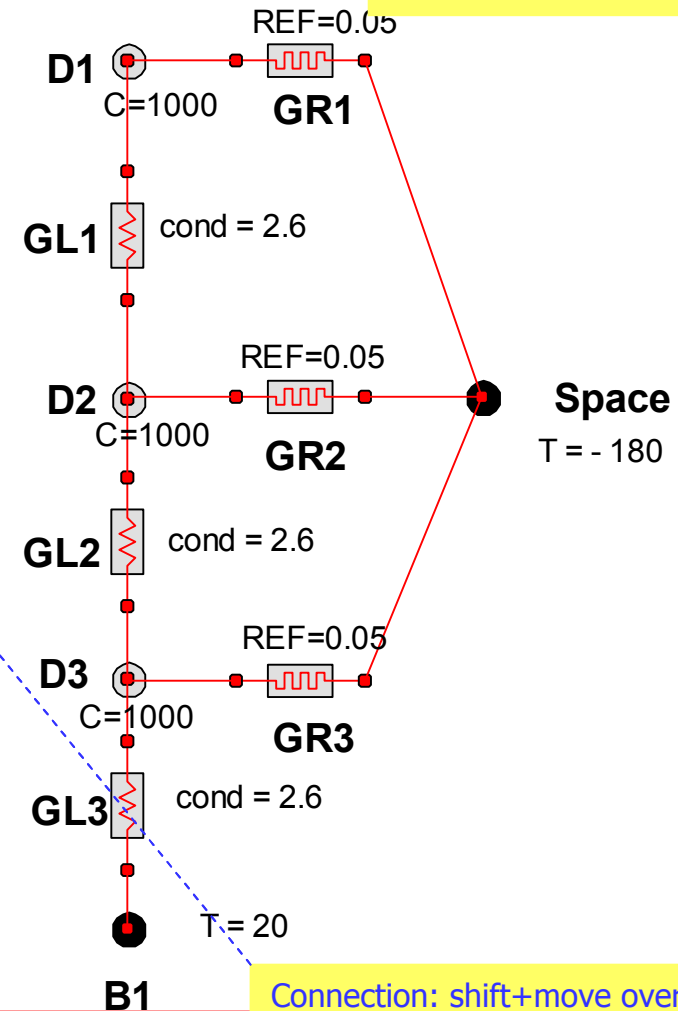 REF=0.05
D1
C=1000
GR1
GL1
cond = 2.6
REF=0.05
D2
C=1000
GR2
Space
T = - 180
GL2
cond = 2.6
REF=0.05
D3
C=1000
GR3
GL3
cond = 2.6
T = 20
B1
Connection: shift+move over